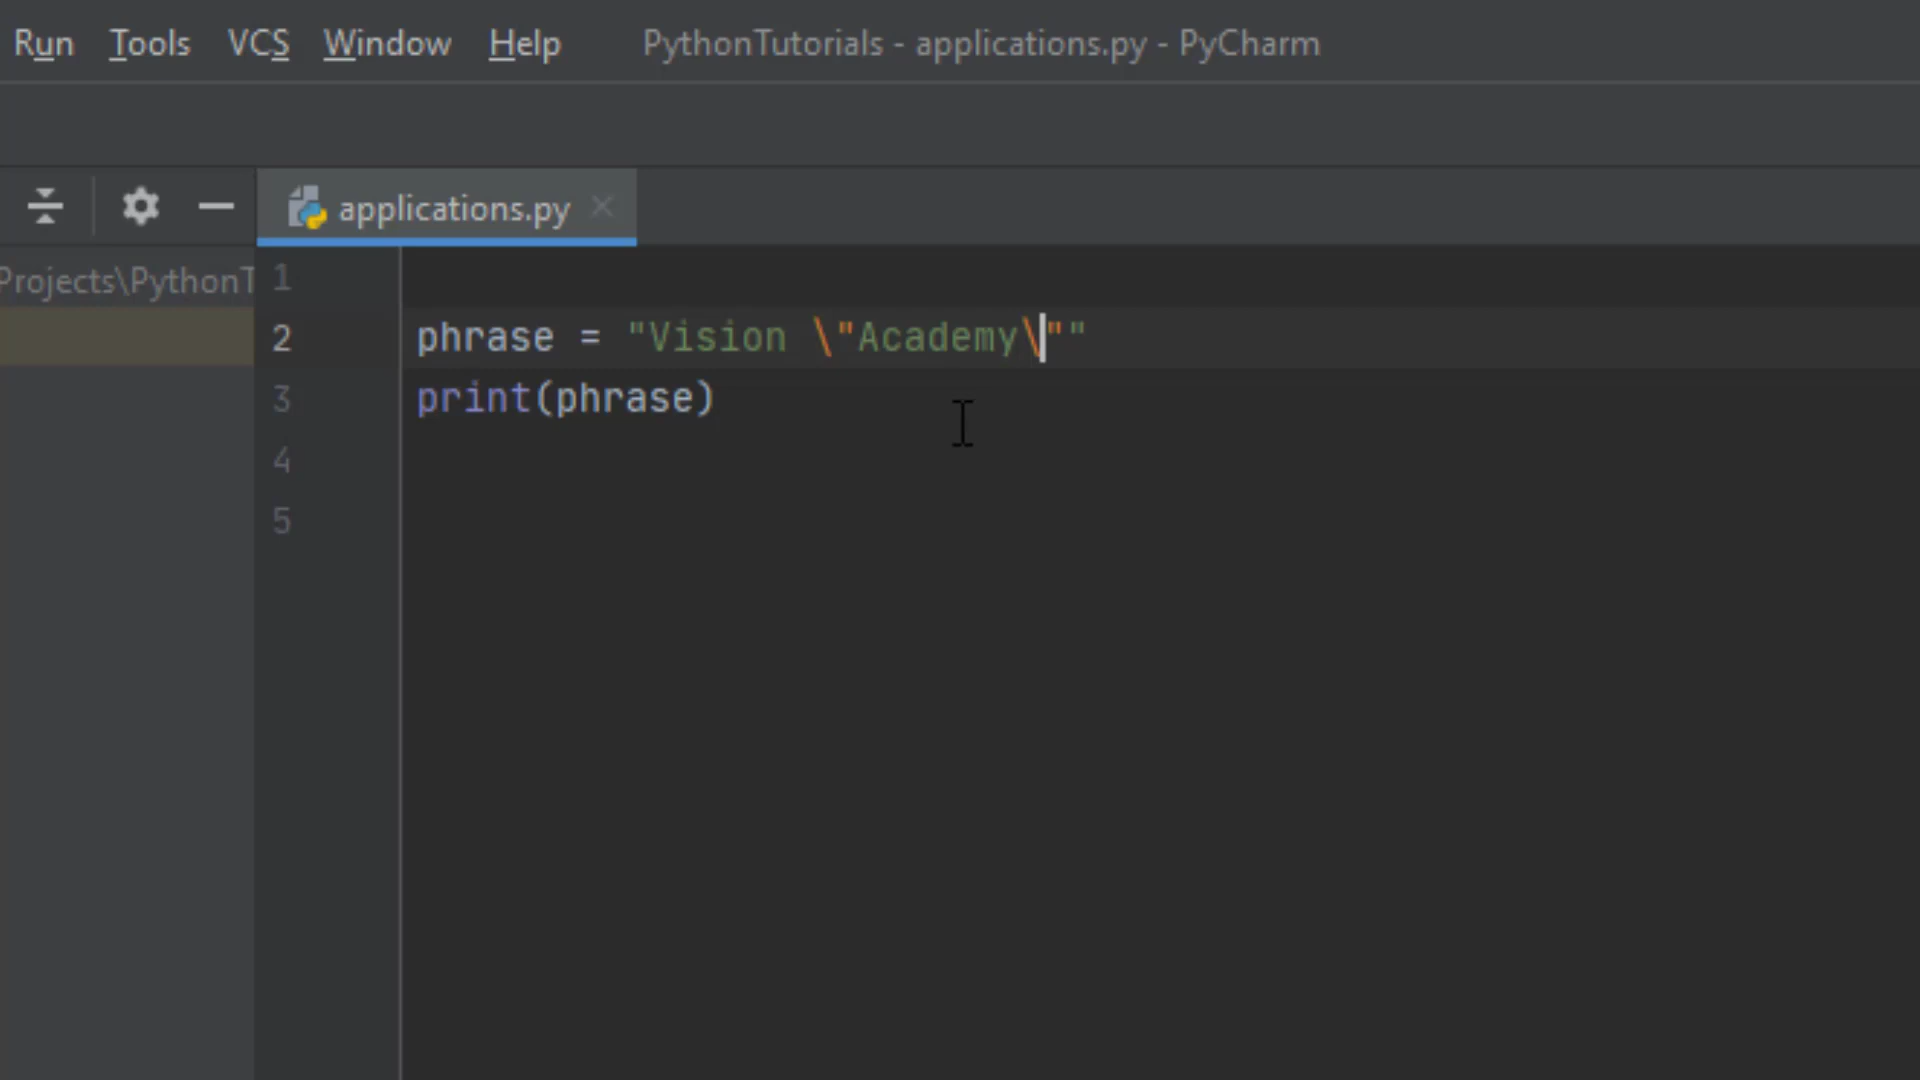 Run Tools VCS Window Help PythonTutorials - applications.py - PyCharm
applications.py
Projects\PythonT
1
2 phrase = "Vision \"Academy\""
3 print(phrase)
4
5